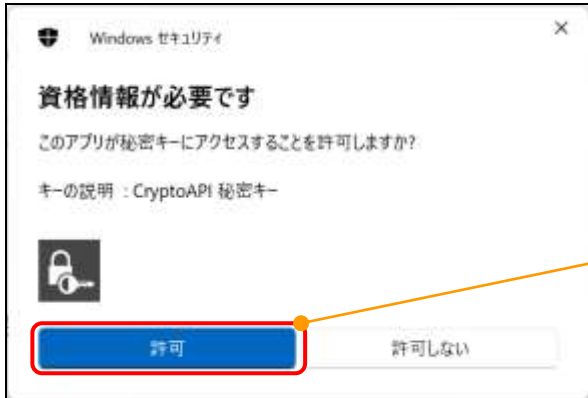 Windows セキュリティ
資格情報が必要です
このアプリが秘密キーにアクセスすることを許可しますか?
キーの説明 : CryptoAPI 秘密キー
許可
許可しない